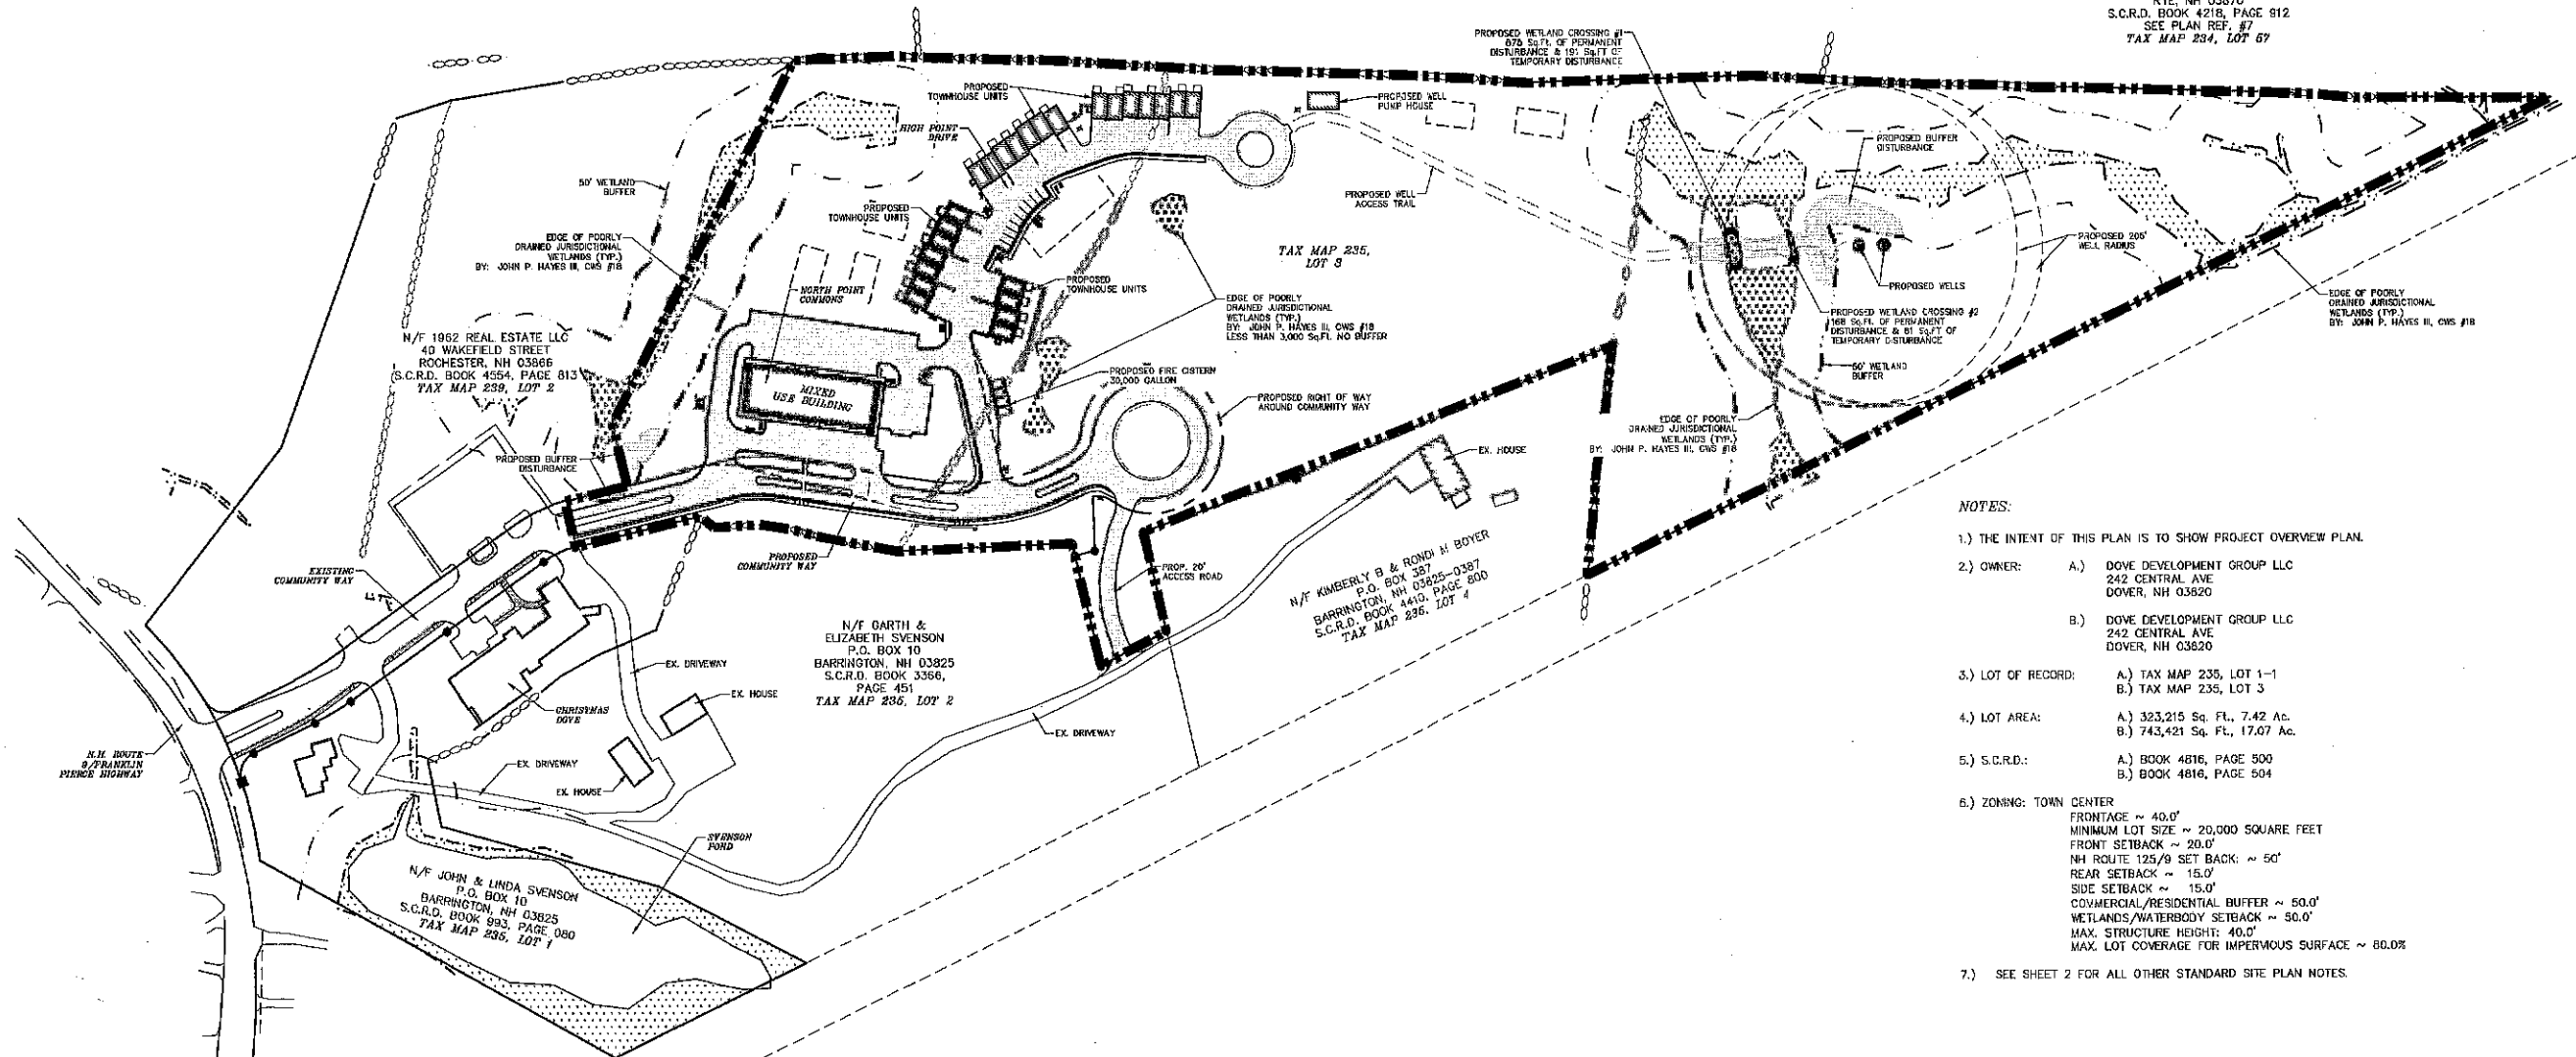 RYE, NH 03870
S.C.R.D. BOOK 4218, PAGE 912
SEE PLAN REF. #7
TAX MAP 234, LOT 57
PROPOSED WETLAND CROSSING #1
Sq.Ft. OF PERMANENT
DISTURBANCE & 191 Sq.FT OF
TEMPORARY DISTURBANCE
PROPOSED
TOWNHOUSE UNITS
HIGH POINT
DRIVE
PROPOSED WELL
PUMP HOUSE
PROPOSED BUFFER
DISTURBANCE
50' WETLAND
BUFFER
PROPOSED
TOWNHOUSE UNITS
PROPOSED WELL
ACCESS TRAIL
EDGE OF POORLY
DRAINED JURISDICTIONAL
WETLANDS (TYP.)
BY: JOHN P. HAYES III, CWS #18
TAX MAP 235,
LOT 3
PROPOSED 205'
WELL RADIUS
NORTH POINT
COMMONS
PROPOSED
TOWNHOUSE UNITS
PROPOSED WELLS
EDGE OF POORLY
DRAINED JURISDICTIONAL
WETLANDS (TYP.)
BY: JOHN P. HAYES III, CWS #18
LESS THAN 3,000 Sq.Ft. NO BUFFER
EDGE OF POORLY
DRAINED JURISDICTIONAL
WETLANDS (TYP.)
BY: JOHN P. HAYES III, CWS #18
PROPOSED WETLAND CROSSING #2
168 Sq.Ft. OF PERMANENT
DISTURBANCE & 81 Sq.FT OF
TEMPORARY DISTURBANCE
N/F 1962 REAL ESTATE LLC
40 WAKEFIELD STREET
ROCHESTER, NH 03866
S.C.R.D. BOOK 4554, PAGE 813
TAX MAP 239, LOT 2
MIXED
USE BUILDING
PROPOSED FIRE CISTERN
30,000 GALLON
50' WETLAND
BUFFER
PROPOSED RIGHT OF WAY
AROUND COMMUNITY WAY
EDGE OF POORLY
DRAINED JURISDICTIONAL
WETLANDS (TYP.)
BY: JOHN P. HAYES III, CWS #18
EX. HOUSE
PROPOSED BUFFER
DISTURBANCE
PROPOSED
COMMUNITY WAY
EXISTING
COMMUNITY WAY
PROP. 20'
ACCESS ROAD
N/F KIMBERLY B & RONDI M BOYER
P.O. BOX 387
BARRINGTON, NH 03825-0387
S.C.R.D. BOOK 4410, PAGE 800
TAX MAP 235, LOT 4
N/F GARTH &
ELIZABETH SVENSON
P.O. BOX 10
BARRINGTON, NH 03825
S.C.R.D. BOOK 3366,
PAGE 451
TAX MAP 235, LOT 2
EX. DRIVEWAY
EX. HOUSE
CHRISTMAS
DOVE
EX. DRIVEWAY
N.H. ROUTE
9/FRANKLIN
PIERCE HIGHWAY
EX. DRIVEWAY
EX. HOUSE
SVENSON
POND
N/F JOHN & LINDA SVENSON
P.O. BOX 10
BARRINGTON, NH 03825
S.C.R.D. BOOK 993, PAGE 080
TAX MAP 235, LOT 1
NOTES:
1.) THE INTENT OF THIS PLAN IS TO SHOW PROJECT OVERVIEW PLAN.
2.) OWNER: A.) DOVE DEVELOPMENT GROUP LLC
242 CENTRAL AVE
DOVER, NH 03820
B.) DOVE DEVELOPMENT GROUP LLC
242 CENTRAL AVE
DOVER, NH 03820
3.) LOT OF RECORD: A.) TAX MAP 235, LOT 1-1
B.) TAX MAP 235, LOT 3
4.) LOT AREA: A.) 323,215 Sq. Ft., 7.42 Ac.
B.) 743,421 Sq. Ft., 17.07 Ac.
5.) S.C.R.D.: A.) BOOK 4816, PAGE 500
B.) BOOK 4816, PAGE 504
6.) ZONING: TOWN CENTER
FRONTAGE ~ 40.0'
MINIMUM LOT SIZE ~ 20,000 SQUARE FEET
FRONT SETBACK ~ 20.0'
NH ROUTE 125/9 SET BACK: ~ 50'
REAR SETBACK ~ 15.0'
SIDE SETBACK ~ 15.0'
COMMERCIAL/RESIDENTIAL BUFFER ~ 50.0'
WETLANDS/WATERBODY SETBACK ~ 50.0'
MAX. STRUCTURE HEIGHT: 40.0'
MAX. LOT COVERAGE FOR IMPERVIOUS SURFACE ~ 80.0%
7.) SEE SHEET 2 FOR ALL OTHER STANDARD SITE PLAN NOTES.